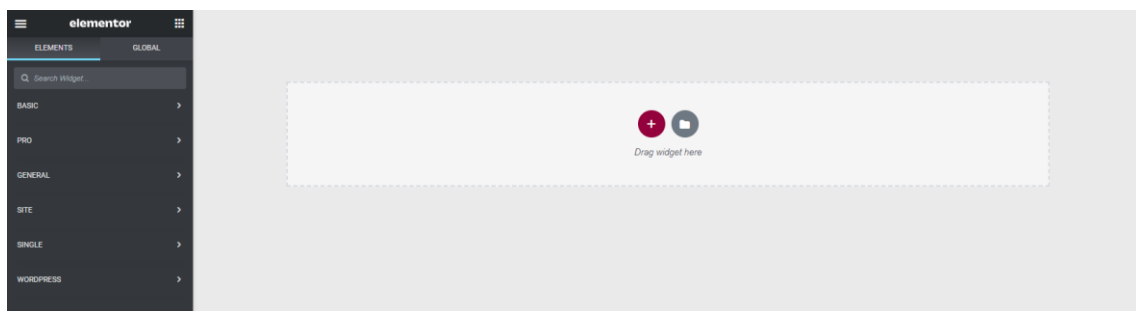 elementor
ELEMENTS GLOBAL
Search Widget...
BASIC
PRO
GENERAL
SITE
SINGLE
WORDPRESS
Drag widget here